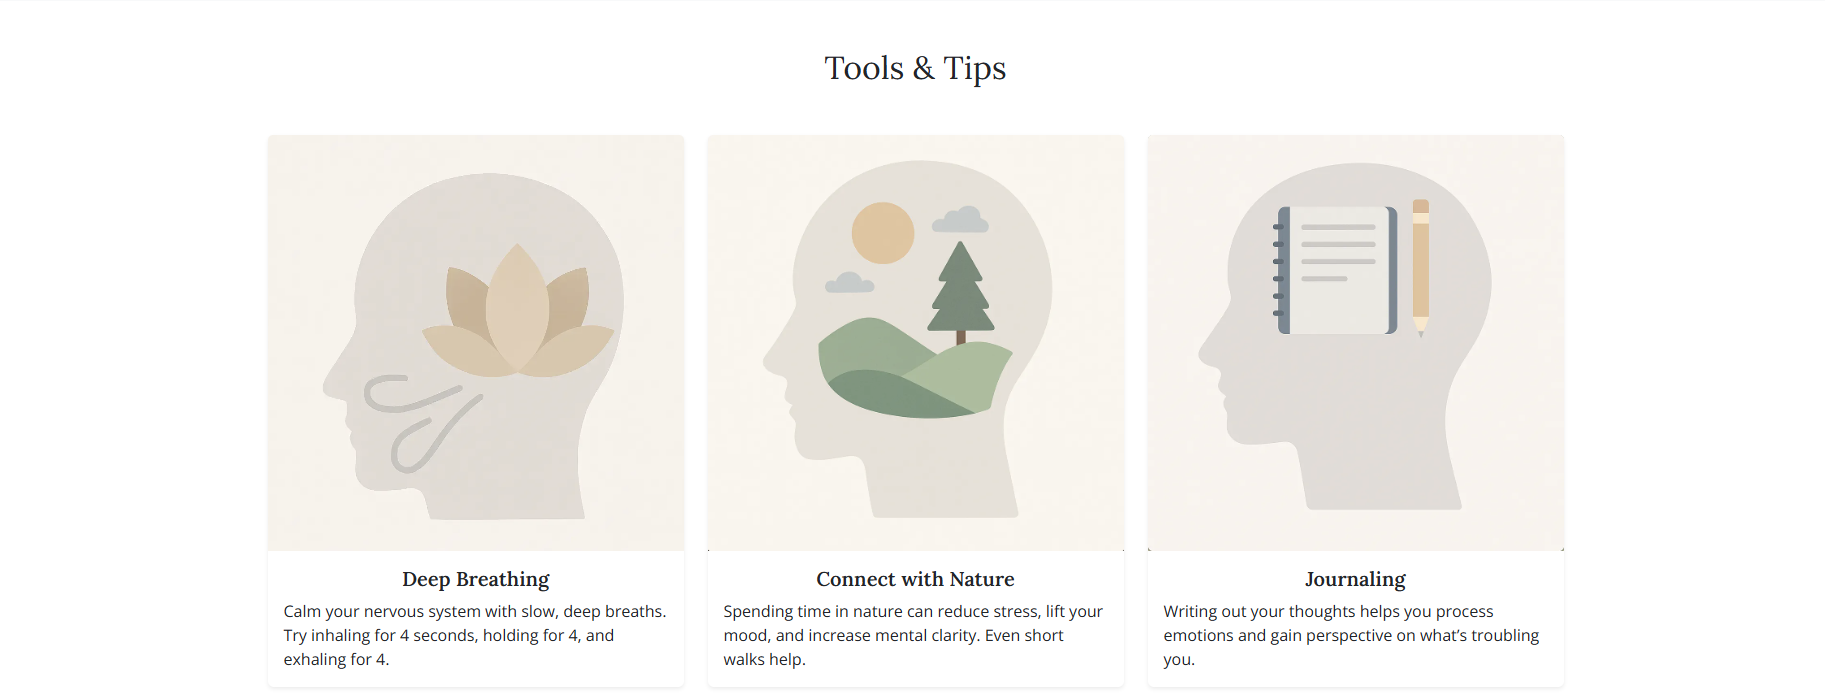 Tools & Tips
Deep Breathing
Calm your nervous system with slow, deep breaths.
Try inhaling for 4 seconds, holding for 4, and
exhaling for 4.
Connect with Nature
Spending time in nature can reduce stress, lift your
mood, and increase mental clarity. Even short
walks help.
Journaling
Writing out your thoughts helps you process
emotions and gain perspective on what’s troubling
you.